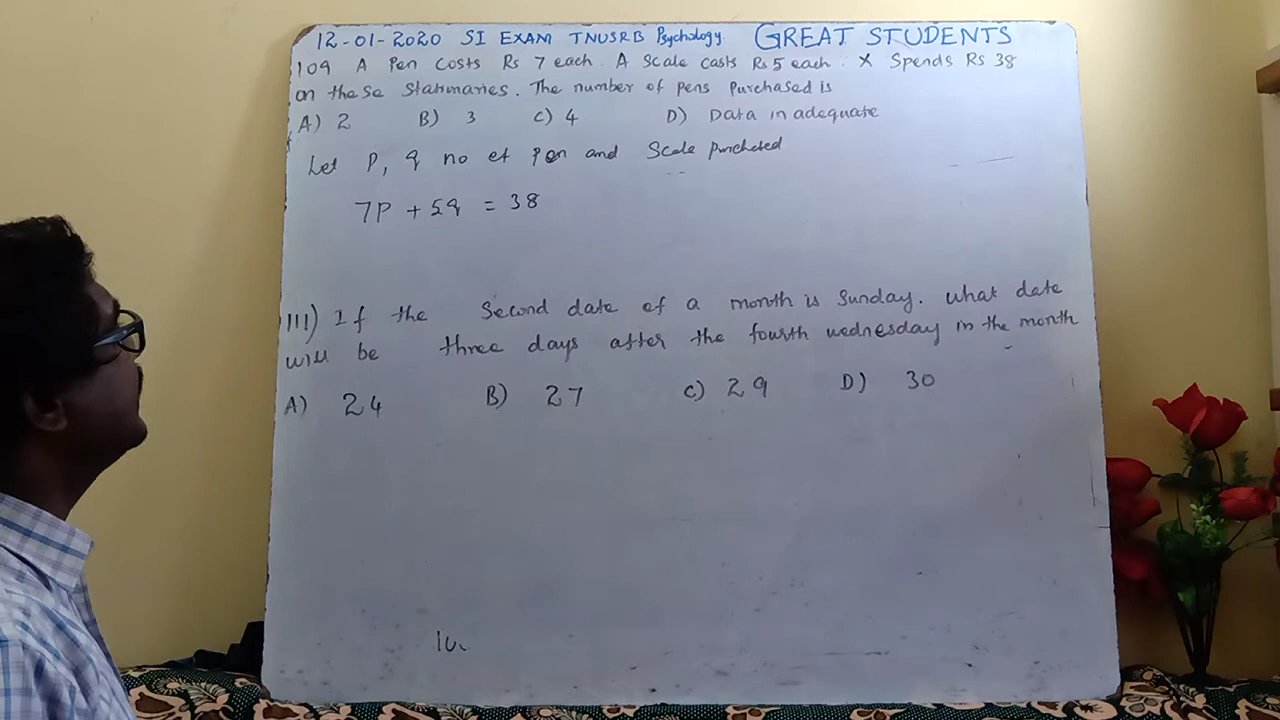 12-01-2020 SI EXAM TNUSRB Psychology GREAT STUDENTS
109 A Pen Costs Rs 7 each. A Scale casts Rs 5 each. X Spends Rs 38
on these Stationaries. The number of pens Purchased is
A) 2 B) 3 C) 4 D) Data inadequate
Let P, q no of pen and Scale purcheted
7P + 5q = 38
111) If the Second date of a month is Sunday. What date
will be three days after the fourth wednesday in the month
A) 24 B) 27 C) 29 D) 30